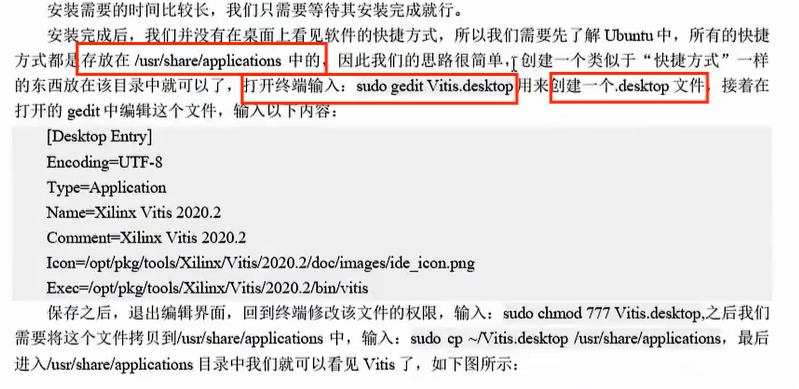 安装需要的时间比较长，我们只需要等待其安装完成就行。
安装完成后，我们并没有在桌面上看见软件的快捷方式，所以我们需要先了解 Ubuntu 中，所有的快捷
方式都是存放在 /usr/share/applications 中的，因此我们的思路很简单，创建一个类似于“快捷方式”一样
的东西放在该目录中就可以了，打开终端输入：sudo gedit Vitis.desktop 用来创建一个.desktop 文件，接着在
打开的 gedit 中编辑这个文件，输入以下内容：
[Desktop Entry]
Encoding=UTF-8
Type=Application
Name=Xilinx Vitis 2020.2
Comment=Xilinx Vitis 2020.2
Icon=/opt/pkg/tools/Xilinx/Vitis/2020.2/doc/images/ide_icon.png
Exec=/opt/pkg/tools/Xilinx/Vitis/2020.2/bin/vitis
保存之后，退出编辑界面，回到终端修改该文件的权限，输入：sudo chmod 777 Vitis.desktop,之后我们
需要将这个文件拷贝到/usr/share/applications 中，输入：sudo cp ~/Vitis.desktop /usr/share/applications，最后
进入/usr/share/applications 目录中我们就可以看见 Vitis 了，如下图所示：